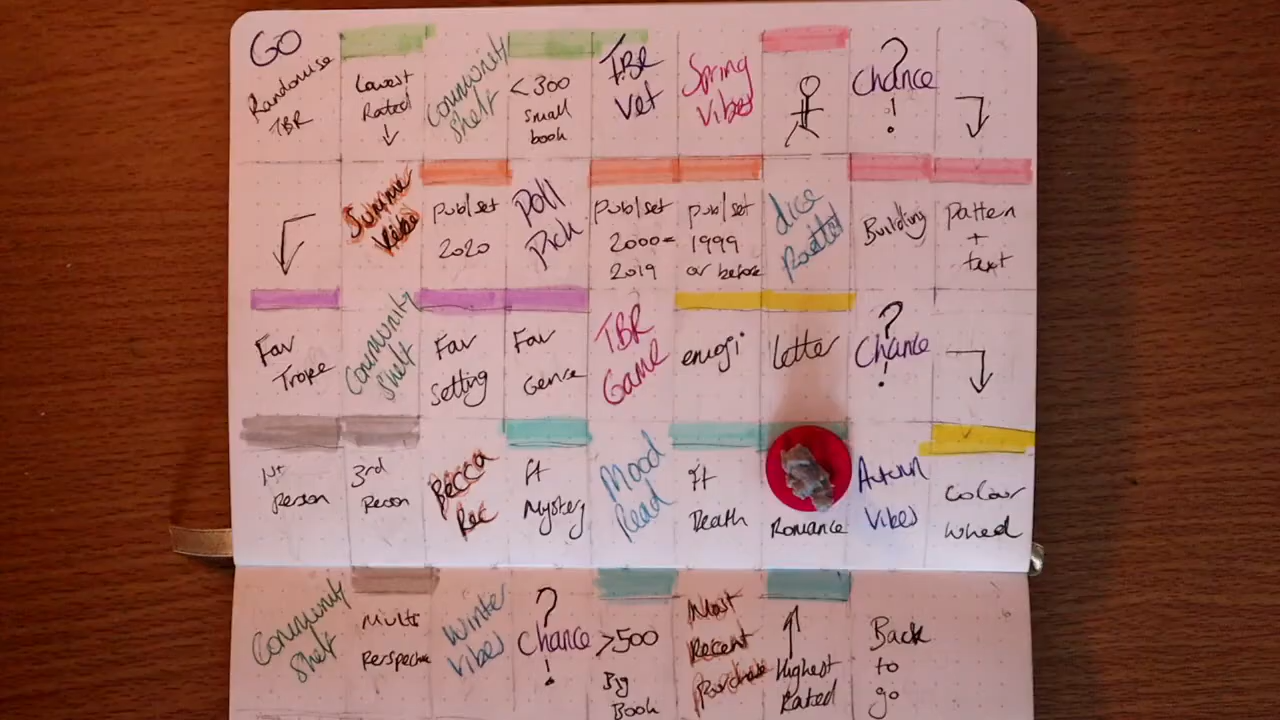 GO
Randomise
TBR
Lowest
Rated
Community
Shelf
<300
Small
book
TBR
Vet
Spring
Vibes
?
Chance
!
Summer
Vibes
pub/set
2020
Poll
Pick
pub/set
2000-
2019
pub/set
1999
or before
dice
Roulette
Building
pattern
+
text
Fav
Trope
Community
Shelf
Fav
Setting
Fav
Genre
TBR
Game
emoji
letter
?
Chance
!
1st
Person
3rd
Person
Becca
Rec
ft
Mystery
Mood
Read
ft
Death
Romance
Autumn
Vibes
Colour
Wheel
Community
Shelf
Multi
Perspective
Winter
Vibes
?
Chance
!
>500
Big
Book
Most
Recent
Purchase
Highest
Rated
Back
to
go